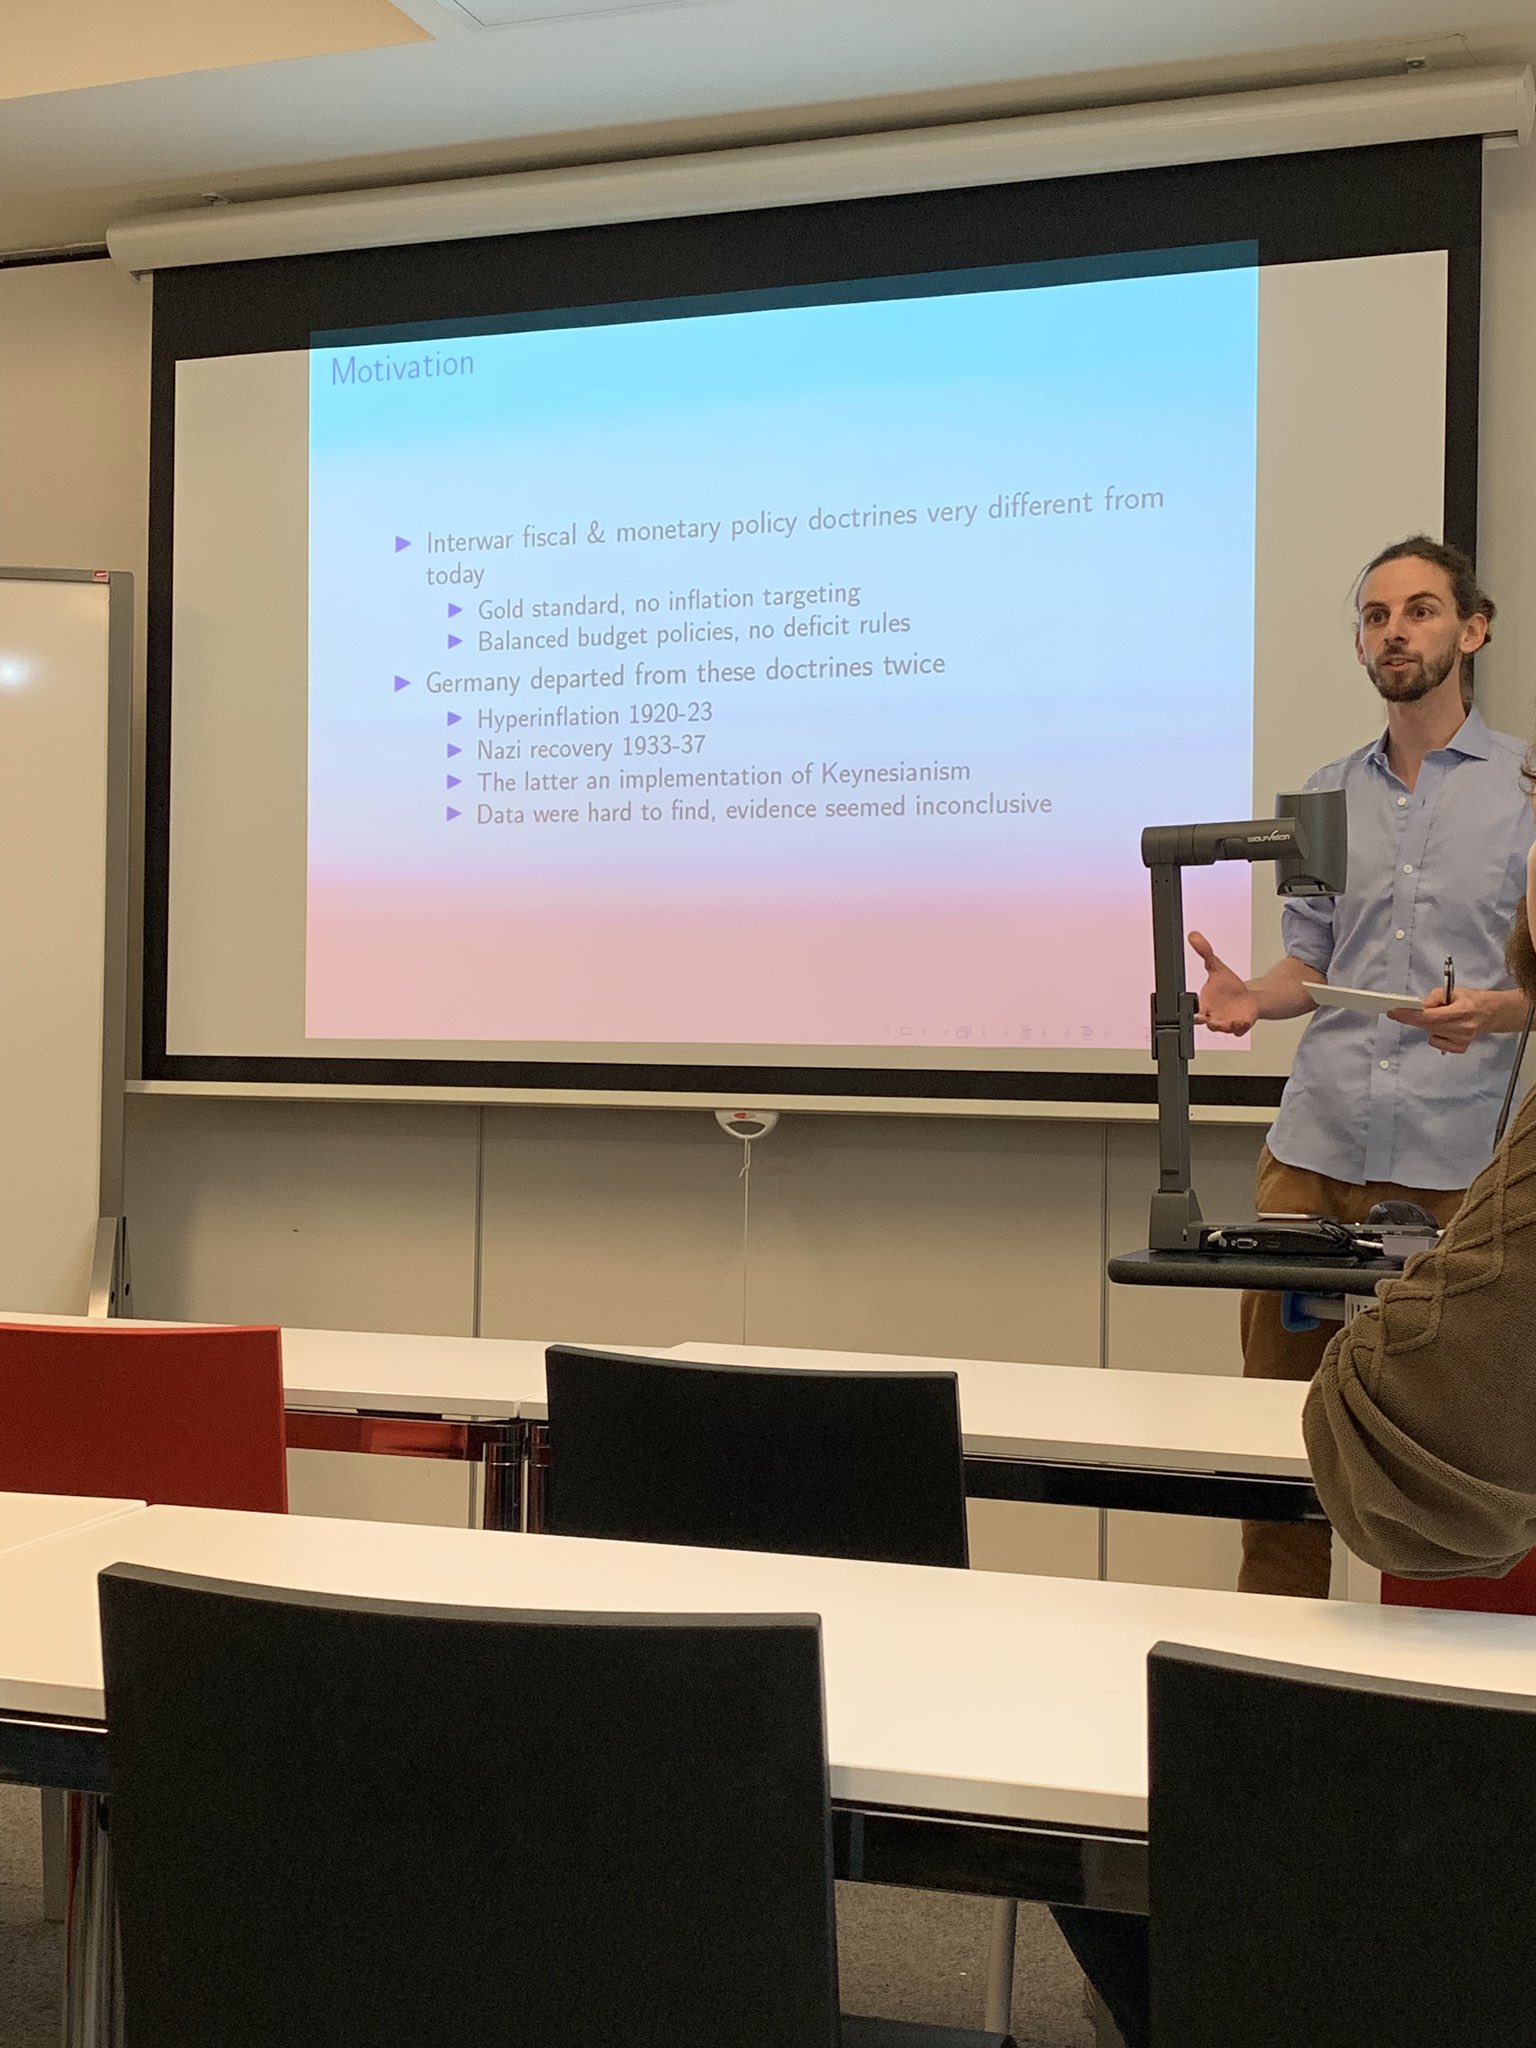 Motivation
Interwar fiscal & monetary policy doctrines very different from
today
Gold standard, no inflation targeting
Balanced budget policies, no deficit rules
Germany departed from these doctrines twice
Hyperinflation 1920-23
Nazi recovery 1933-37
The latter an implementation of Keynesianism
Data were hard to find, evidence seemed inconclusive
WOLFVISION